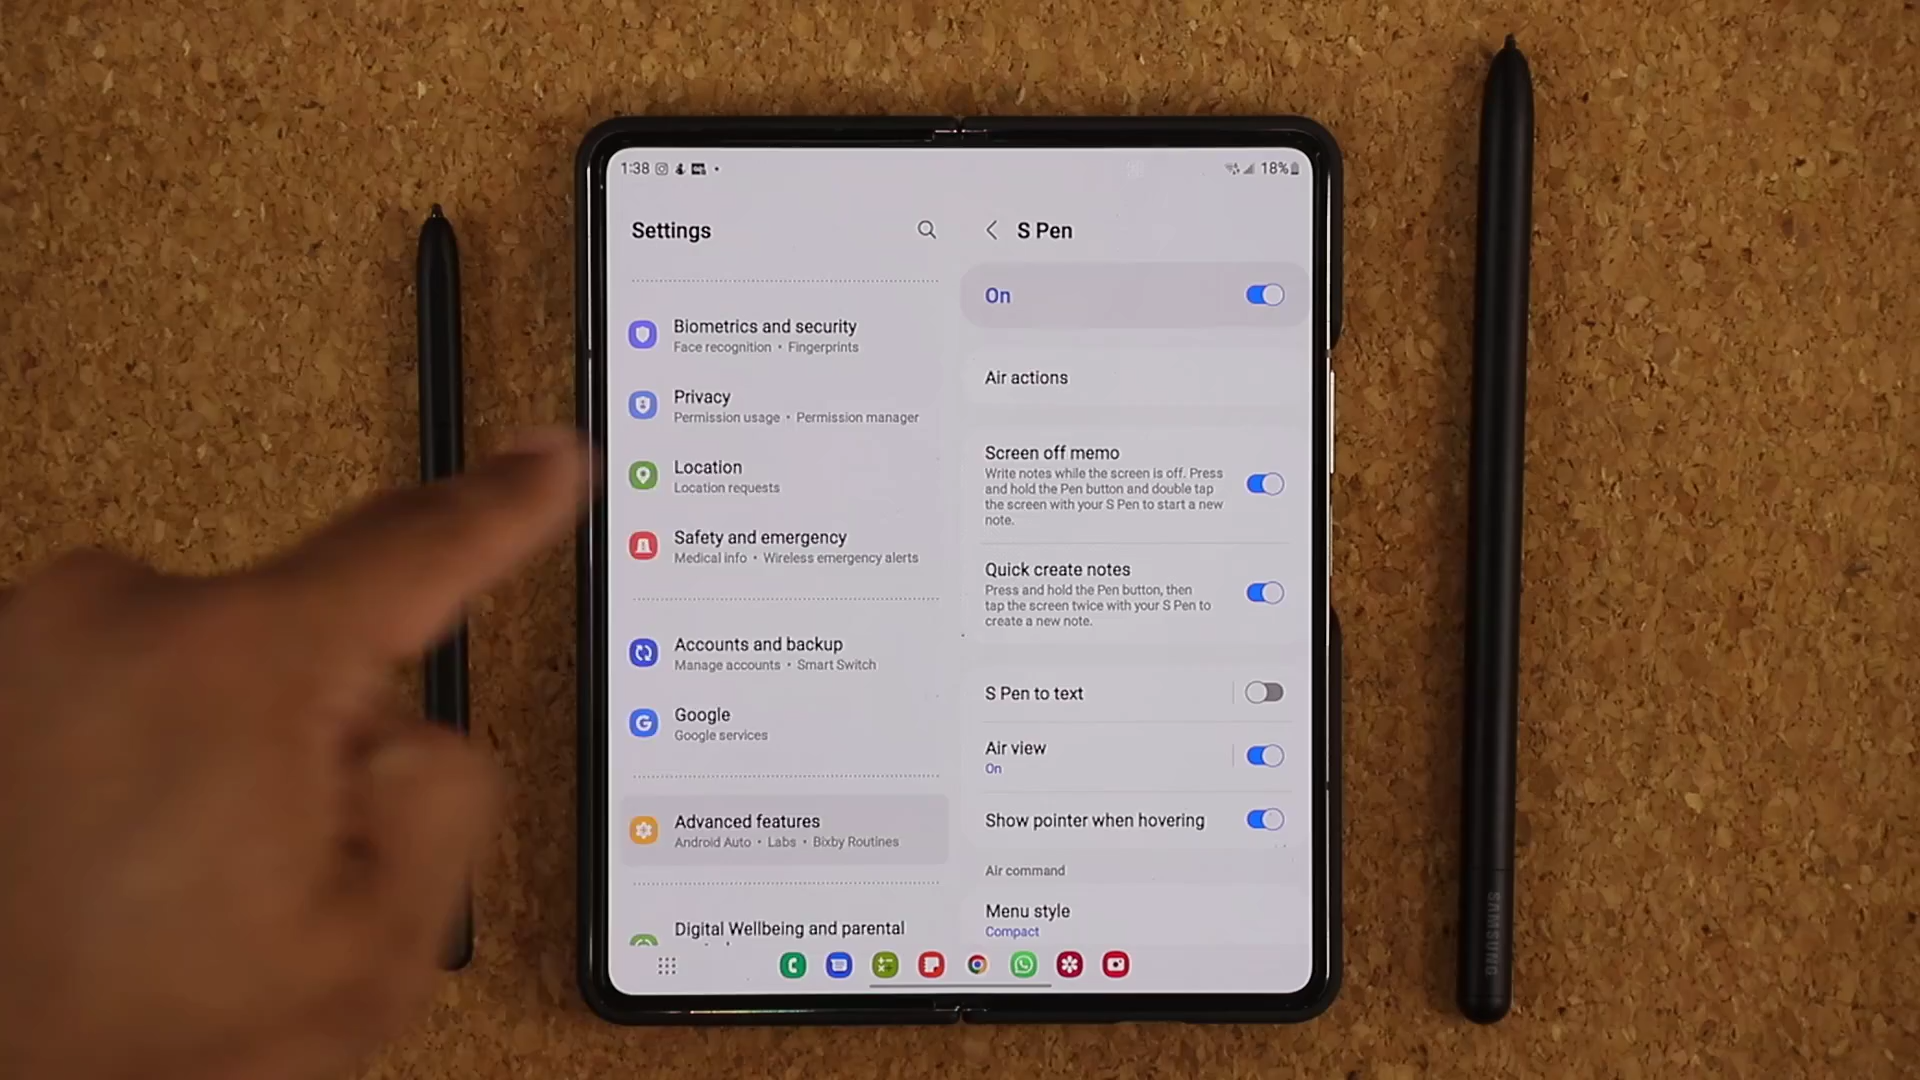 1:38
18%
Settings
Biometrics and security
Face recognition • Fingerprints
Privacy
Permission usage • Permission manager
Location
Location requests
Safety and emergency
Medical info • Wireless emergency alerts
Accounts and backup
Manage accounts • Smart Switch
Google
Google services
Advanced features
Android Auto • Labs • Bixby Routines
Digital Wellbeing and parental
S Pen
On
Air actions
Screen off memo
Write notes while the screen is off. Press
and hold the Pen button and double tap
the screen with your S Pen to start a new
note.
Quick create notes
Press and hold the Pen button, then
tap the screen twice with your S Pen to
create a new note.
S Pen to text
Air view
On
Show pointer when hovering
Air command
Menu style
Compact
SAMSUNG